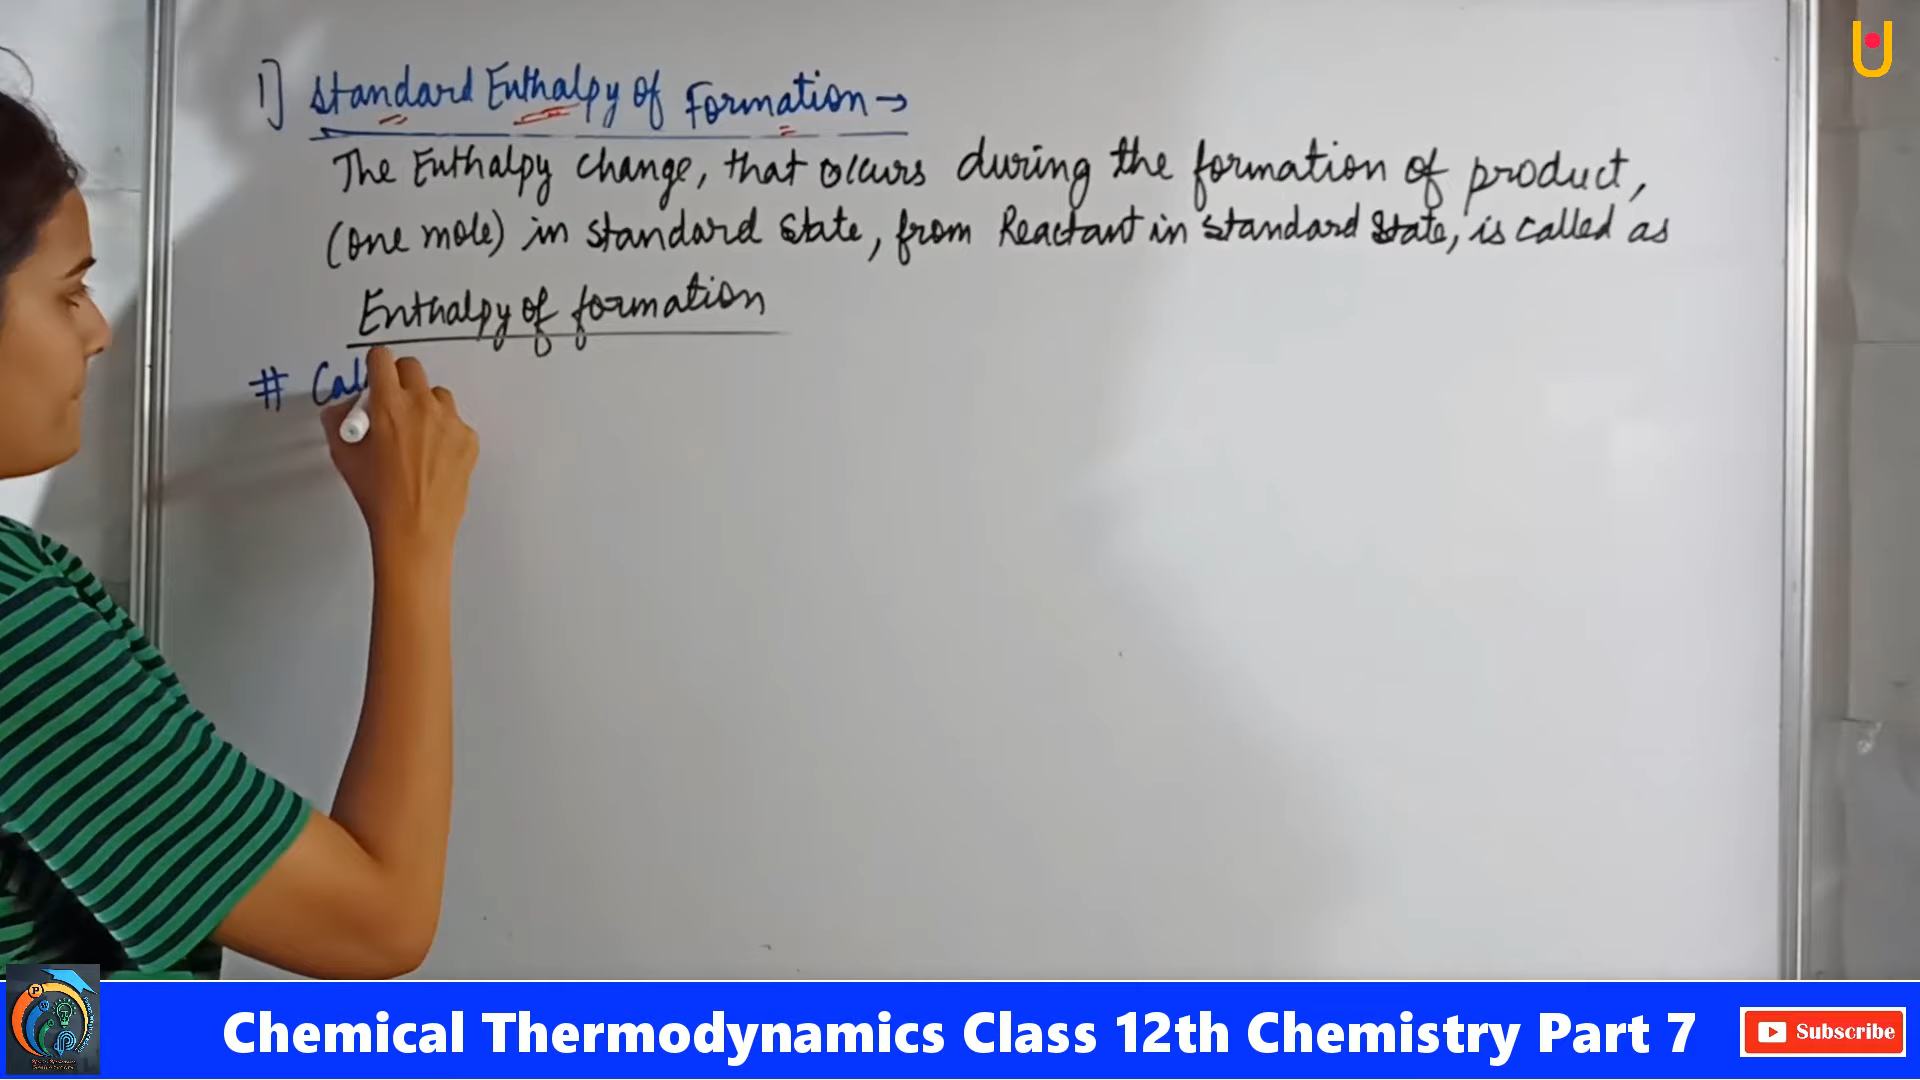 1] Standard Enthalpy of Formation →
The Enthalpy change, that occurs during the formation of product,
(one mole) in standard state, from Reactant in standard state, is called as
Enthalpy of formation
# Cal
Chemical Thermodynamics Class 12th Chemistry Part 7
Subscribe